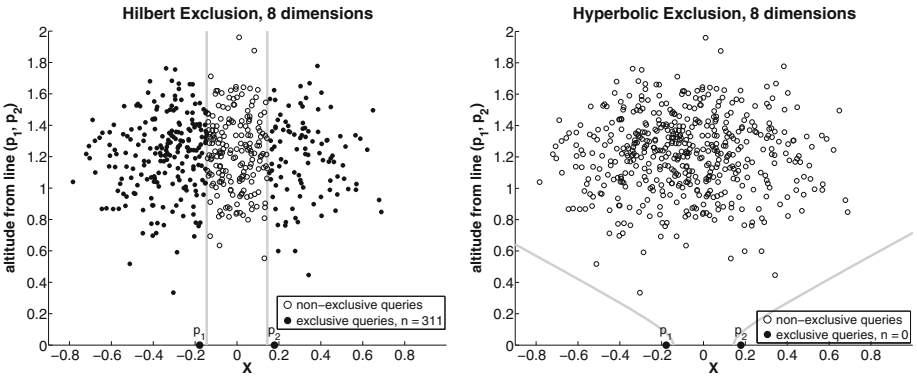 Hilbert Exclusion, 8 dimensions
altitude from line (p1, p2)
2
1.8
1.6
1.4
1.2
1
0.8
0.6
0.4
0.2
0
p1
p2
non-exclusive queries
exclusive queries, n = 311
−0.8 −0.6 −0.4 −0.2 0 0.2 0.4 0.6 0.8
X
Hyperbolic Exclusion, 8 dimensions
altitude from line (p1, p2)
2
1.8
1.6
1.4
1.2
1
0.8
0.6
0.4
0.2
0
p1
p2
non-exclusive queries
exclusive queries, n = 0
−0.8 −0.6 −0.4 −0.2 0 0.2 0.4 0.6 0.8
X